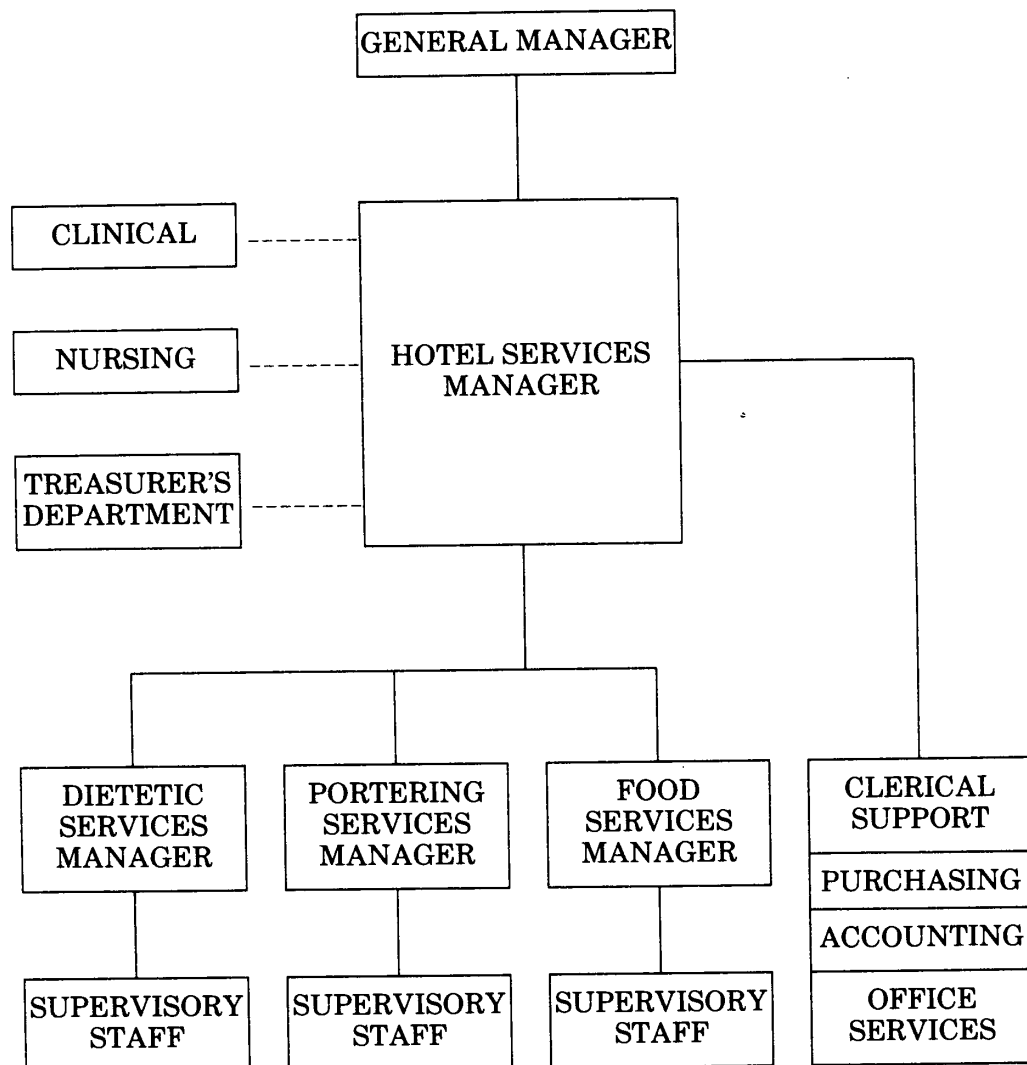 GENERAL MANAGER
CLINICAL
NURSING
TREASURER'S
DEPARTMENT
HOTEL SERVICES
MANAGER
DIETETIC
SERVICES
MANAGER
PORTERING
SERVICES
MANAGER
FOOD
SERVICES
MANAGER
CLERICAL
SUPPORT
PURCHASING
ACCOUNTING
OFFICE
SERVICES
SUPERVISORY
STAFF
SUPERVISORY
STAFF
SUPERVISORY
STAFF